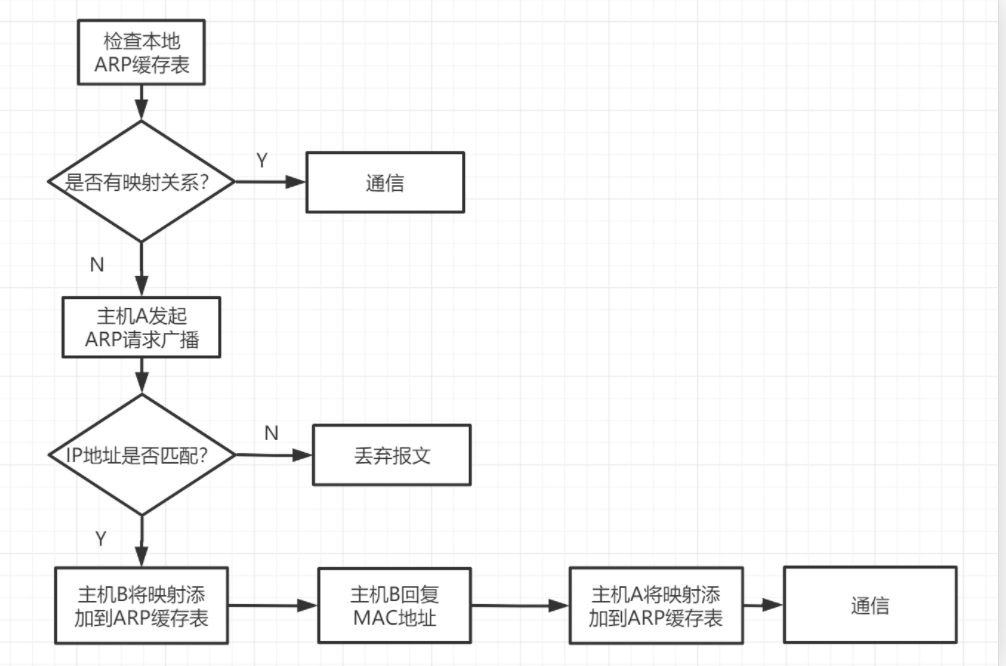 检查本地
ARP缓存表
是否有映射关系？
Y
通信
N
主机A发起
ARP请求广播
IP地址是否匹配？
N
丢弃报文
Y
主机B将映射添
加到ARP缓存表
主机B回复
MAC地址
主机A将映射添
加到ARP缓存表
通信